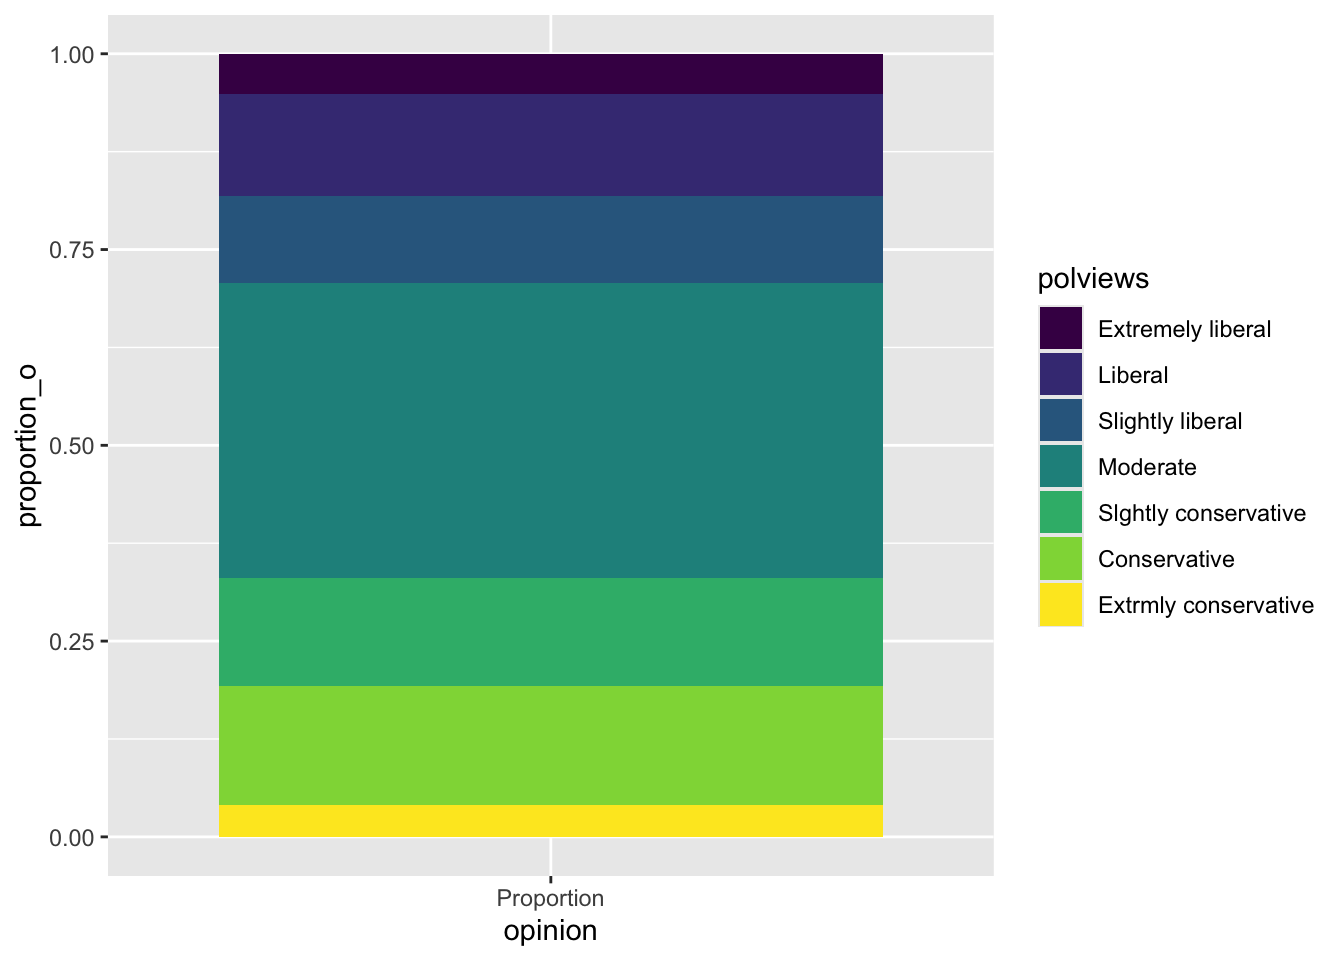 1.00
0.75
0.50
0.25
0.00
proportion_o
Proportion
opinion
polviews
Extremely liberal
Liberal
Slightly liberal
Moderate
Slghtly conservative
Conservative
Extrmly conservative